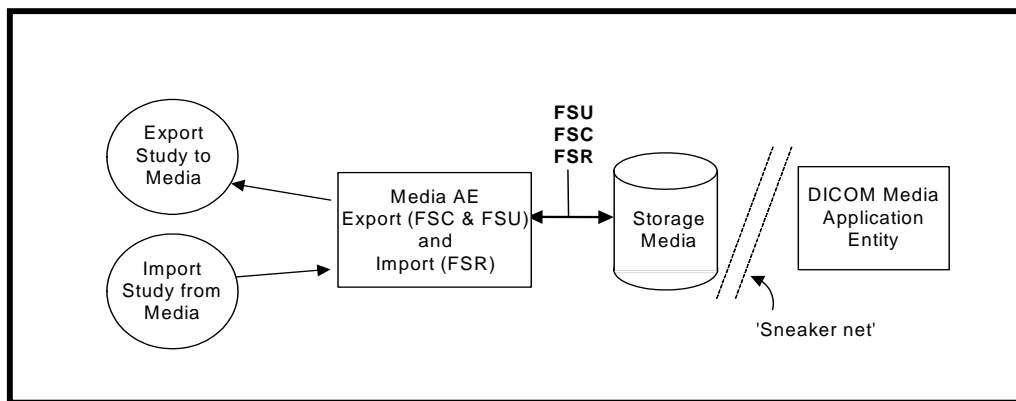 Export
Study to
Media
Import
Study from
Media
Media AE
Export (FSC & FSU)
and
Import (FSR)
FSU
FSC
FSR
Storage
Media
DICOM Media
Application
Entity
'Sneaker net'